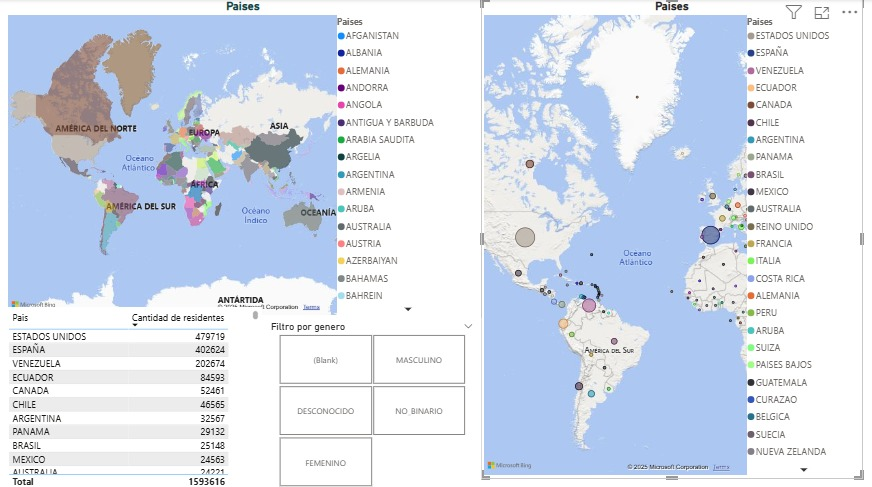 Paises
Paises
AFGANISTAN
ALBANIA
ALEMANIA
ANDORRA
ANGOLA
ANTIGUA Y BARBUDA
ARABIA SAUDITA
ARGELIA
ARGENTINA
ARMENIA
ARUBA
AUSTRALIA
AUSTRIA
AZERBAIYAN
BAHAMAS
BAHREIN
AMÉRICA DEL NORTE
EUROPA
ASIA
Océano
Atlántico
ÁFRICA
AMÉRICA DEL SUR
Océano
Índico
OCEANÍA
ANTÁRTIDA
Microsoft Bing
© 2025 Microsoft Corporation Terms
Pais Cantidad de residentes
ESTADOS UNIDOS 479719
ESPAÑA 402624
VENEZUELA 202674
ECUADOR 84593
CANADA 52461
CHILE 46565
ARGENTINA 32567
PANAMA 29132
BRASIL 25148
MEXICO 24563
AUSTRALIA 24221
Total 1593616
Filtro por genero
(Blank) MASCULINO
DESCONOCIDO NO_BINARIO
FEMENINO
Paises
Paises
ESTADOS UNIDOS
ESPAÑA
VENEZUELA
ECUADOR
CANADA
CHILE
ARGENTINA
PANAMA
BRASIL
MEXICO
AUSTRALIA
REINO UNIDO
FRANCIA
ITALIA
COSTA RICA
ALEMANIA
PERU
ARUBA
SUIZA
PAISES BAJOS
GUATEMALA
CURAZAO
BELGICA
SUECIA
NUEVA ZELANDA
Océano
Atlántico
AMÉRICA DEL SUR
Microsoft Bing
© 2025 Microsoft Corporation Terms